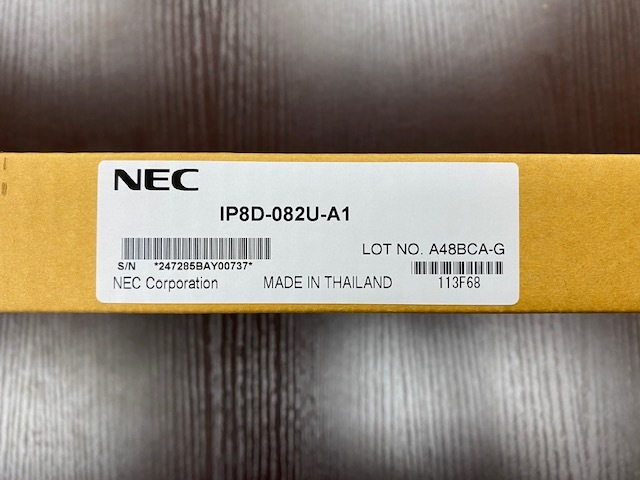 NEC
IP8D-082U-A1
LOT NO. A48BCA-G
S/N *247285BAY00737*
NEC Corporation MADE IN THAILAND 113F68